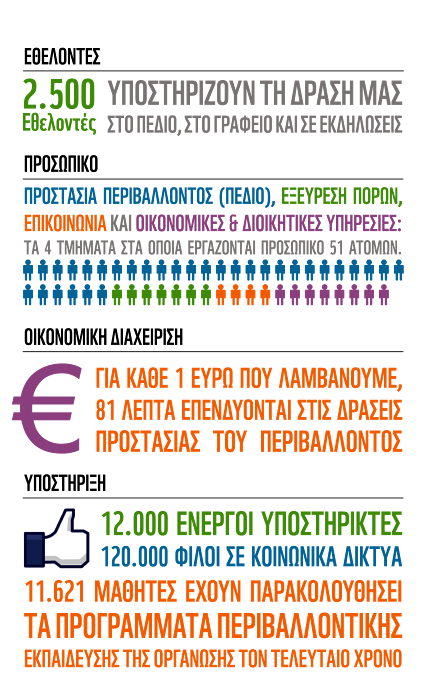 ΕΘΕΛΟΝΤΕΣ
2.500 ΥΠΟΣΤΗΡΙΖΟΥΝ ΤΗ ΔΡΑΣΗ ΜΑΣ
Εθελοντές ΣΤΟ ΠΕΔΙΟ, ΣΤΟ ΓΡΑΦΕΙΟ ΚΑΙ ΣΕ ΕΚΔΗΛΩΣΕΙΣ
ΠΡΟΣΩΠΙΚΟ
ΠΡΟΣΤΑΣΙΑ ΠΕΡΙΒΑΛΛΟΝΤΟΣ (ΠΕΔΙΟ), ΕΞΕΥΡΕΣΗ ΠΟΡΩΝ,
ΕΠΙΚΟΙΝΩΝΙΑ ΚΑΙ ΟΙΚΟΝΟΜΙΚΕΣ & ΔΙΟΙΚΗΤΙΚΕΣ ΥΠΗΡΕΣΙΕΣ:
ΤΑ 4 ΤΜΗΜΑΤΑ ΣΤΑ ΟΠΟΙΑ ΕΡΓΑΖΟΝΤΑΙ ΠΡΟΣΩΠΙΚΟ 51 ΑΤΟΜΩΝ.
ΟΙΚΟΝΟΜΙΚΗ ΔΙΑΧΕΙΡΙΣΗ
€ ΓΙΑ ΚΑΘΕ 1 ΕΥΡΩ ΠΟΥ ΛΑΜΒΑΝΟΥΜΕ,
81 ΛΕΠΤΑ ΕΠΕΝΔΥΟΝΤΑΙ ΣΤΙΣ ΔΡΑΣΕΙΣ
ΠΡΟΣΤΑΣΙΑΣ ΤΟΥ ΠΕΡΙΒΑΛΛΟΝΤΟΣ
ΥΠΟΣΤΗΡΙΞΗ
12.000 ΕΝΕΡΓΟΙ ΥΠΟΣΤΗΡΙΚΤΕΣ
120.000 ΦΙΛΟΙ ΣΕ ΚΟΙΝΩΝΙΚΑ ΔΙΚΤΥΑ
11.621 ΜΑΘΗΤΕΣ ΕΧΟΥΝ ΠΑΡΑΚΟΛΟΥΘΗΣΕΙ
ΤΑ ΠΡΟΓΡΑΜΜΑΤΑ ΠΕΡΙΒΑΛΛΟΝΤΙΚΗΣ
ΕΚΠΑΙΔΕΥΣΗΣ ΤΗΣ ΟΡΓΑΝΩΣΗΣ ΤΟΝ ΤΕΛΕΥΤΑΙΟ ΧΡΟΝΟ